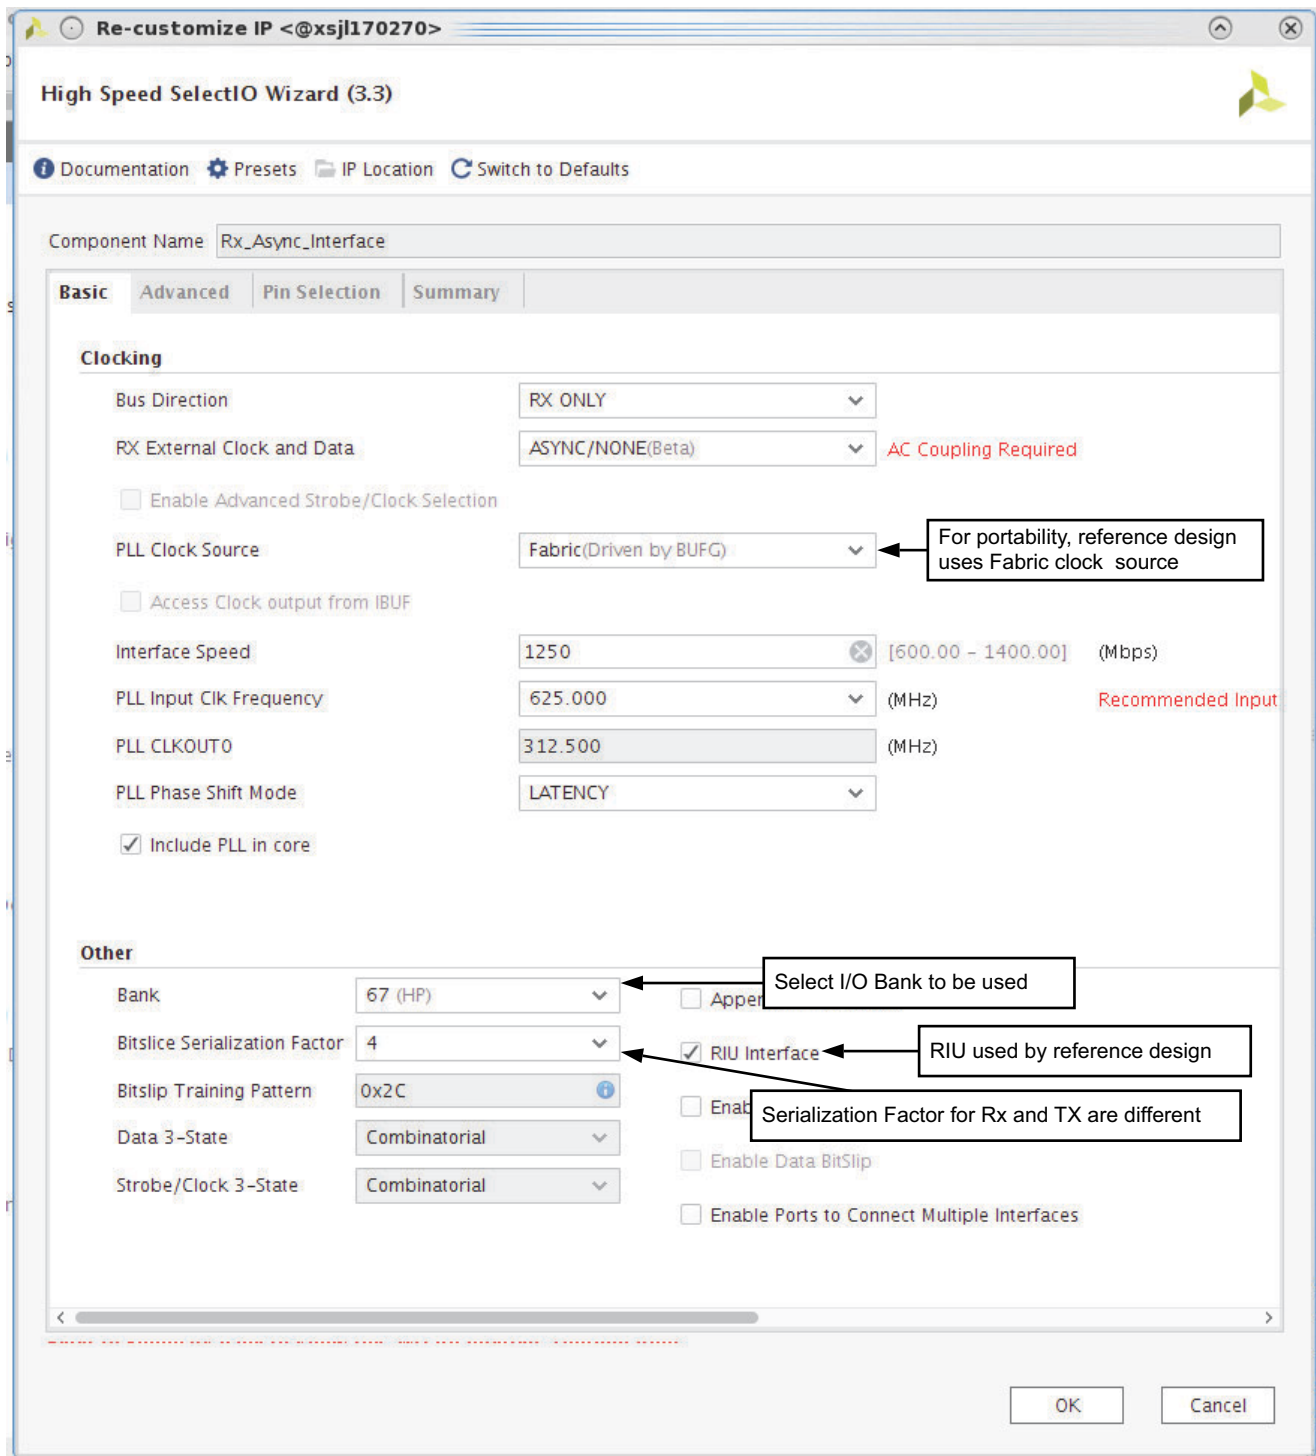 Re-customize IP <@xsjl170270>
High Speed SelectIO Wizard (3.3)
Documentation Presets IP Location Switch to Defaults
Component Name Rx_Async_Interface
Basic Advanced Pin Selection Summary
Clocking
Bus Direction RX ONLY
RX External Clock and Data ASYNC/NONE(Beta) AC Coupling Required
Enable Advanced Strobe/Clock Selection
For portability, reference design
PLL Clock Source Fabric(Driven by BUFG)
uses Fabric clock source
Access Clock output from IBUF
Interface Speed 1250 [600.00 - 1400.00] (Mbps)
PLL Input Clk Frequency 625.000 (MHz) Recommended Input
PLL CLKOUT0 312.500 (MHz)
PLL Phase Shift Mode LATENCY
Include PLL in core
Other
Select I/O Bank to be used
Bank 67 (HP) Apper
Bitslice Serialization Factor 4 RIU Interface RIU used by reference design
Bitslip Training Pattern 0x2C Enab
Serialization Factor for Rx and TX are different
Data 3-State Combinatorial
Enable Data BitSlip
Strobe/Clock 3-State Combinatorial
Enable Ports to Connect Multiple Interfaces
OK Cancel